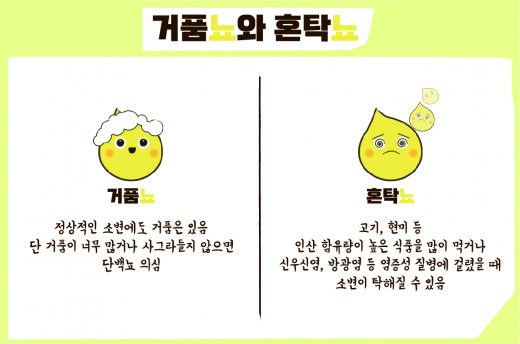 거품뇨와 혼탁뇨
거품뇨
정상적인 소변에도 거품은 있음
단 거품이 너무 많거나 사그라들지 않으면
단백뇨 의심
혼탁뇨
고기, 현미 등
인산 함유량이 높은 식품을 많이 먹거나
신우신염, 방광염 등 염증성 질병에 걸렸을 때
소변이 탁해질 수 있음